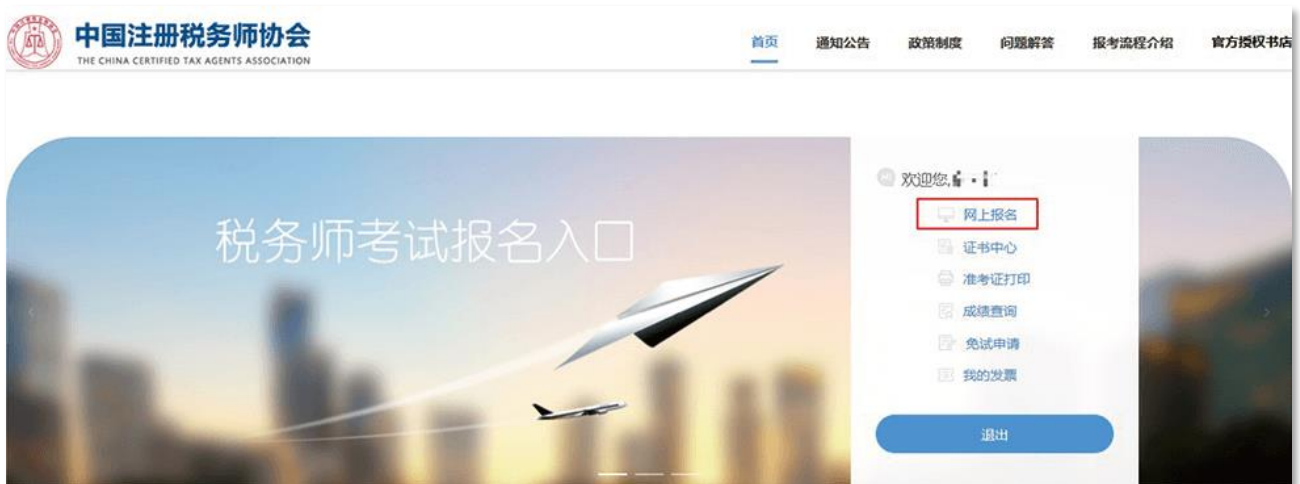 中国注册税务师协会
THE CHINA CERTIFIED TAX AGENTS ASSOCIATION
首页 通知公告 政策制度 问题解答 报考流程介绍 官方授权书店
欢迎您,
网上报名
税务师考试报名入口
证书中心
准考证打印
成绩查询
免试申请
我的发票
退出